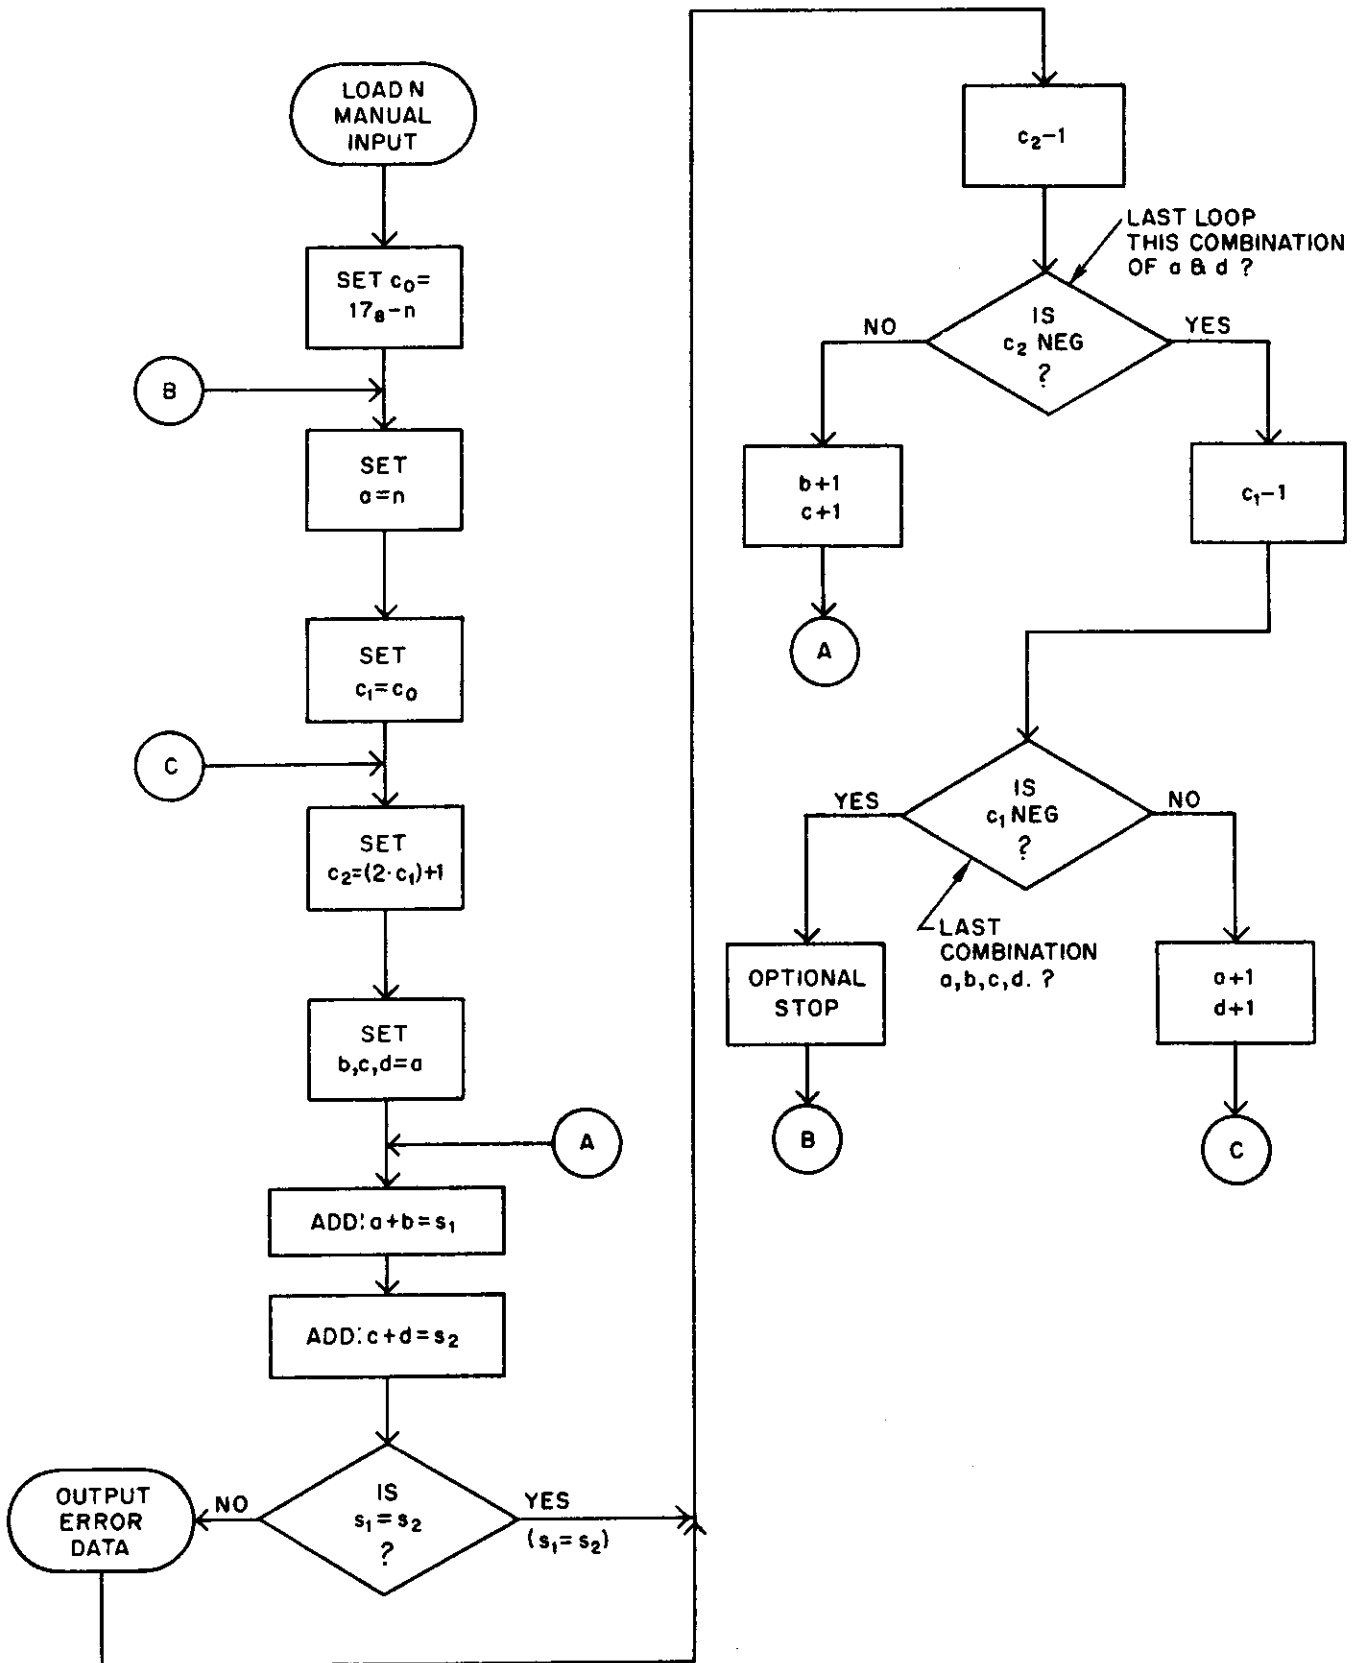 LOAD N
MANUAL
INPUT
SET c₀=
17₈-n
B
SET
a=n
SET
c₁=c₀
C
SET
c₂=(2·c₁)+1
SET
b,c,d=a
A
ADD: a+b=s₁
ADD: c+d=s₂
IS
s₁=s₂
?
NO
YES
(s₁=s₂)
OUTPUT
ERROR
DATA
c₂-1
LAST LOOP
THIS COMBINATION
OF a & d ?
IS
c₂ NEG
?
NO
YES
b+1
c+1
A
c₁-1
IS
c₁ NEG
?
YES
NO
LAST
COMBINATION
a,b,c,d. ?
OPTIONAL
STOP
B
a+1
d+1
C